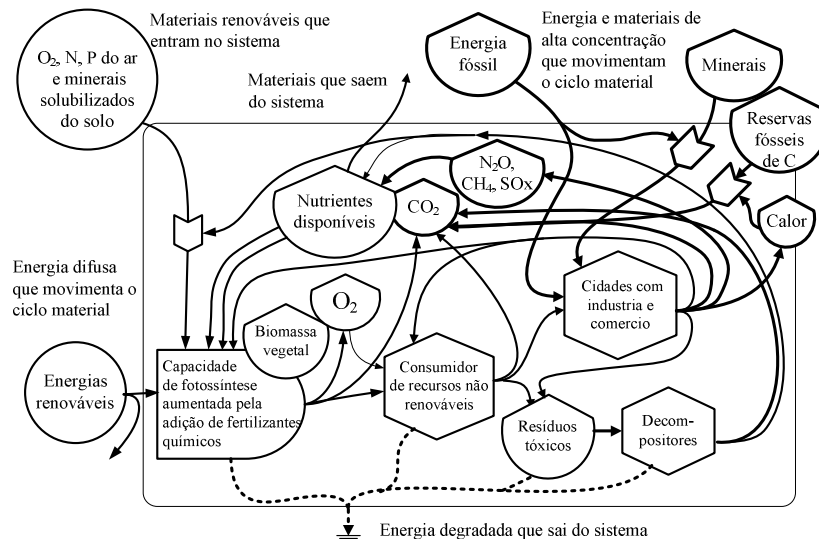 Materiais renováveis que
entram no sistema
O₂, N, P do ar
e minerais
solubilizados
do solo
Materiais que saem
do sistema
Energia
fóssil
Energia e materiais de
alta concentração
que movimentam
o ciclo material
Minerais
Reservas
fósseis
de C
N₂O,
CH₄, SOx
Nutrientes
disponíveis
CO₂
Calor
Energia difusa
que movimenta o
ciclo material
Cidades com
industria e
comercio
O₂
Biomassa
vegetal
Energias
renováveis
Capacidade
de fotossíntese
aumentada pela
adição de fertilizantes
químicos
Consumidor
de recursos não
renováveis
Resíduos
tóxicos
Decom-
positores
Energia degradada que sai do sistema